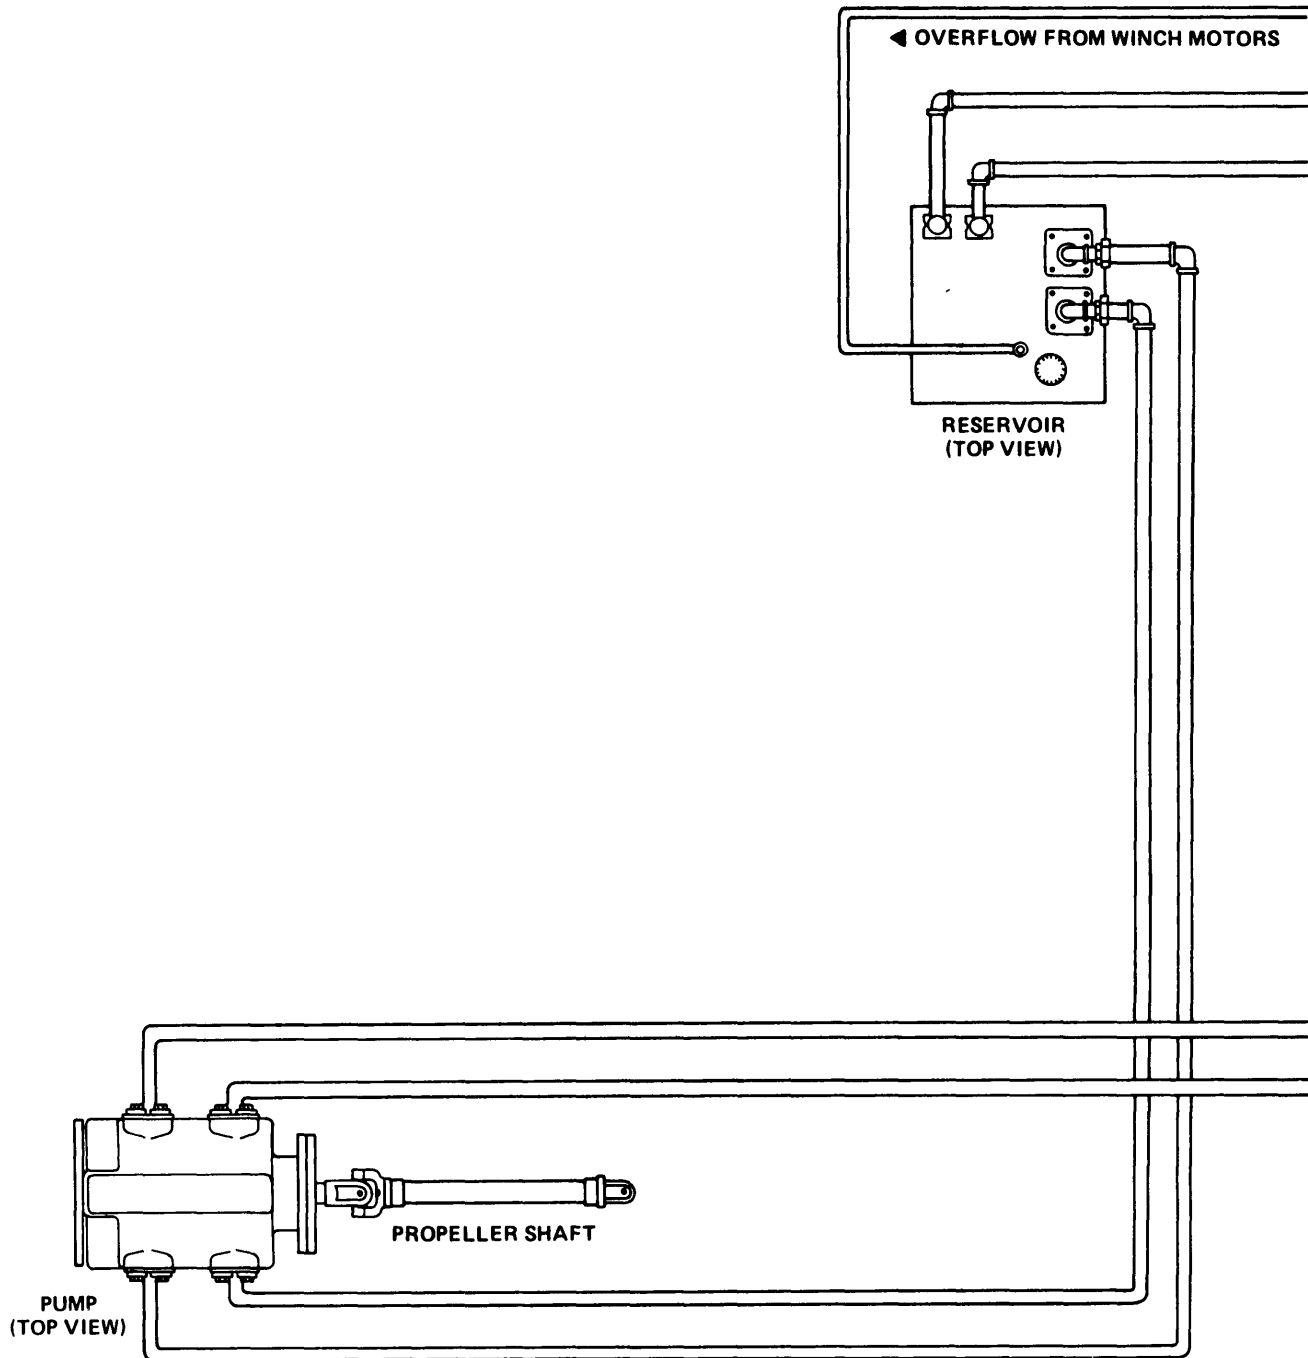 ◀ OVERFLOW FROM WINCH MOTORS
RESERVOIR
(TOP VIEW)
PROPELLER SHAFT
PUMP
(TOP VIEW)